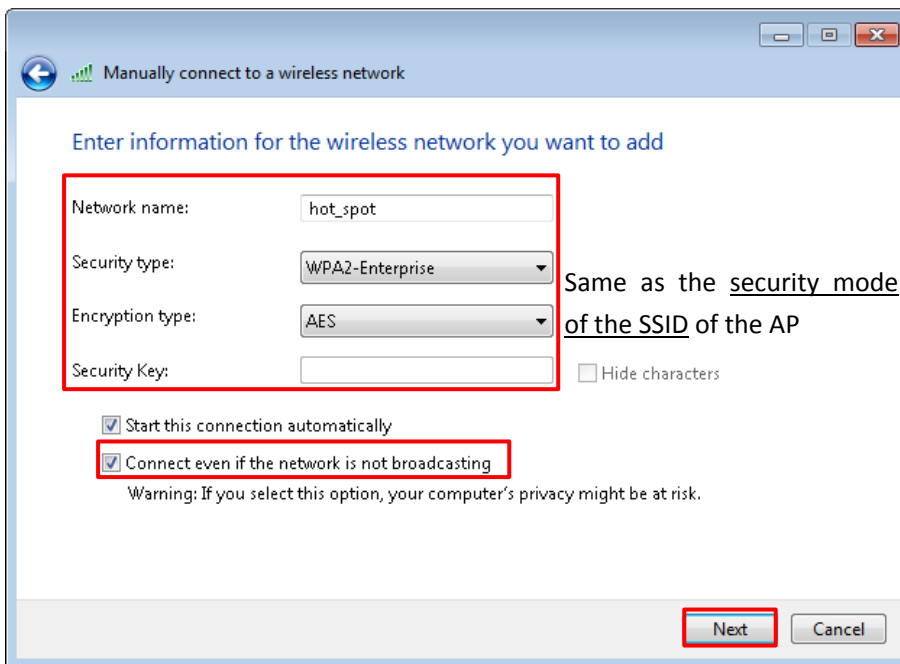 Manually connect to a wireless network
Enter information for the wireless network you want to add
Network name: hot_spot
Security type: WPA2-Enterprise
Same as the security mode
Encryption type: AES
of the SSID of the AP
Security Key:
Hide characters
Start this connection automatically
Connect even if the network is not broadcasting
Warning: If you select this option, your computer's privacy might be at risk.
Next Cancel